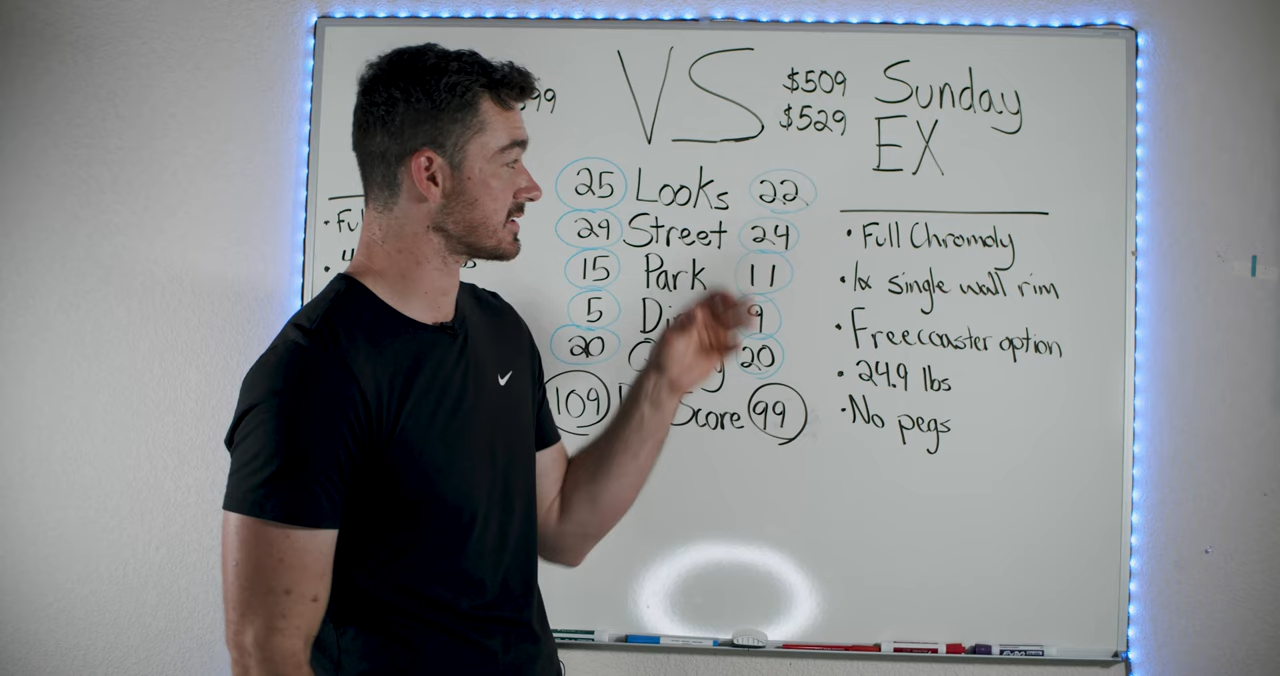 VS
$509
$529
Sunday
EX
25 Looks 22
29 Street 24
15 Park 11
5 9
20 20
109 Score 99
• Full Chromoly
• 1x single wall rim
• Freecoaster option
• 24.9 lbs
• No pegs